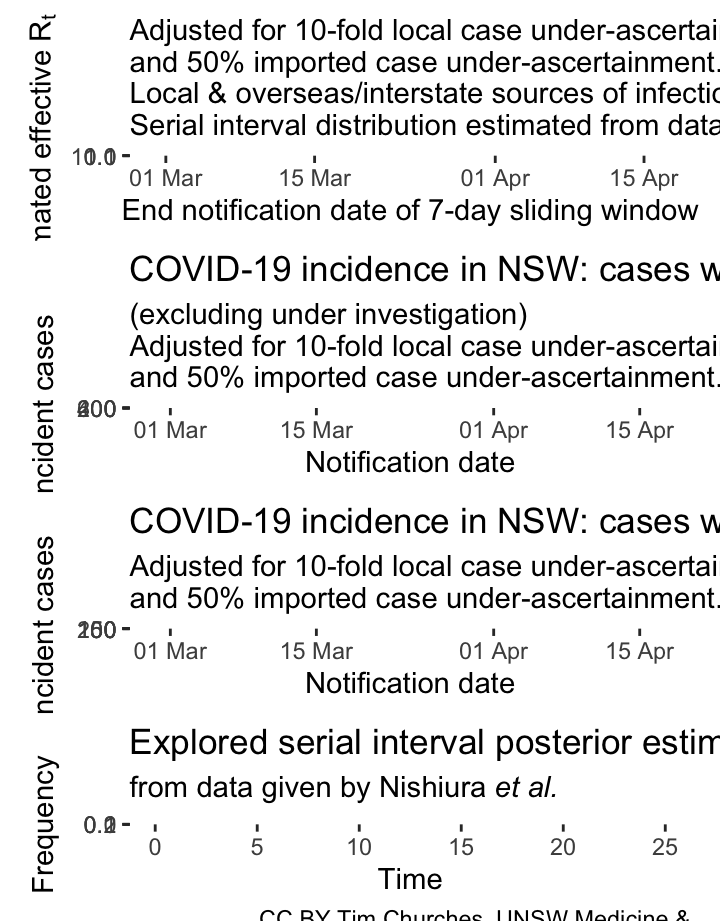 nated effective Rt
Adjusted for 10-fold local case under-ascertai
and 50% imported case under-ascertainment.
Local & overseas/interstate sources of infectio
Serial interval distribution estimated from data
01 Mar 15 Mar 01 Apr 15 Apr
End notification date of 7-day sliding window
COVID-19 incidence in NSW: cases w
(excluding under investigation)
ncident cases
Adjusted for 10-fold local case under-ascertai
and 50% imported case under-ascertainment.
01 Mar 15 Mar 01 Apr 15 Apr
Notification date
COVID-19 incidence in NSW: cases w
ncident cases
Adjusted for 10-fold local case under-ascertai
and 50% imported case under-ascertainment.
01 Mar 15 Mar 01 Apr 15 Apr
Notification date
Explored serial interval posterior estim
Frequency
from data given by Nishiura et al.
0 5 10 15 20 25
Time
CC BY Tim Churches, UNSW Medicine &